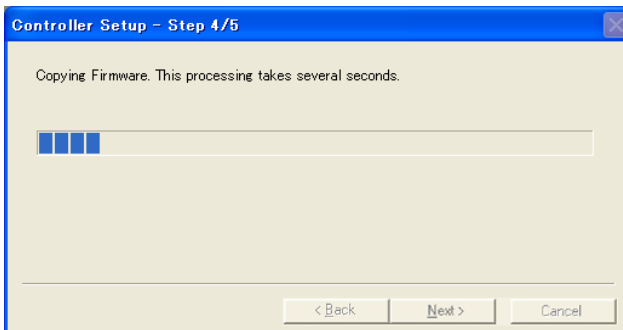 Controller Setup - Step 4/5
Copying Firmware. This processing takes several seconds.
< Back
Next >
Cancel